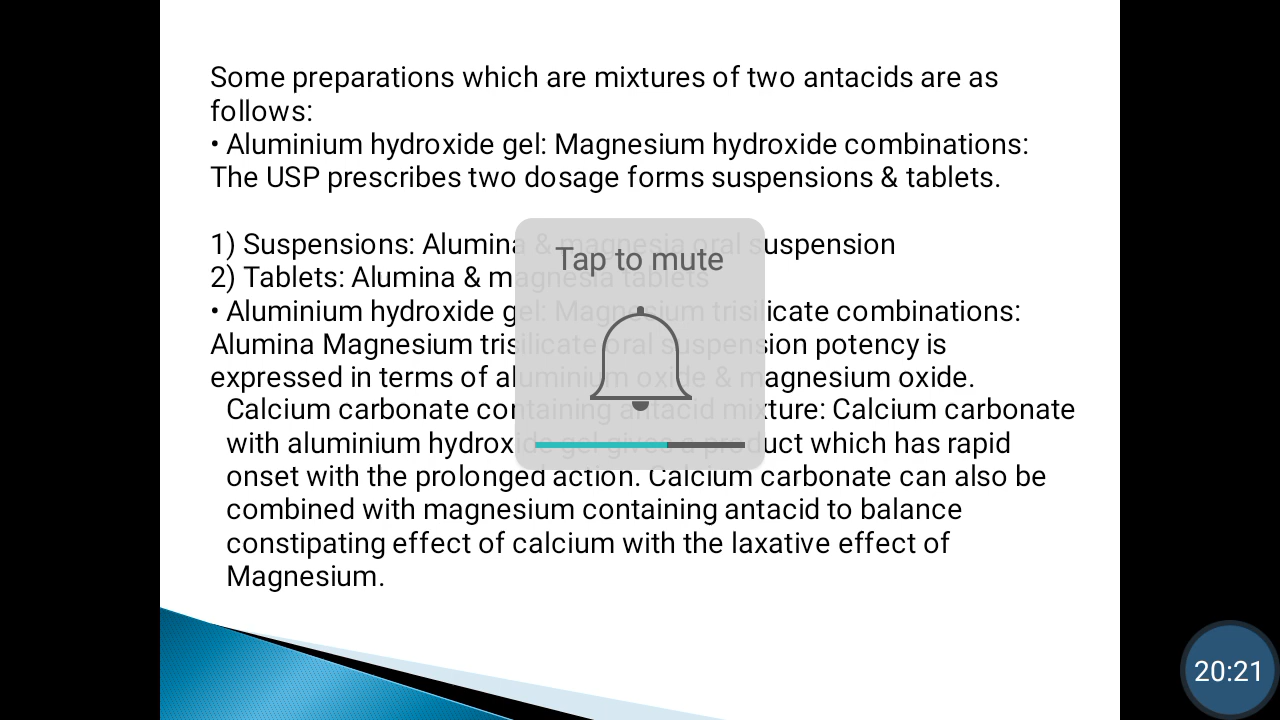 Some preparations which are mixtures of two antacids are as
follows:
• Aluminium hydroxide gel: Magnesium hydroxide combinations:
The USP prescribes two dosage forms suspensions & tablets.
1) Suspensions: Alumina & magnesia oral suspension
2) Tablets: Alumina & magnesia tablets
Tap to mute
• Aluminium hydroxide gel: Magnesium trisilicate combinations:
Alumina Magnesium trisilicate oral suspension potency is
expressed in terms of aluminium oxide & magnesium oxide.
Calcium carbonate containing antacid mixture: Calcium carbonate
with aluminium hydroxide gel gives a product which has rapid
onset with the prolonged action. Calcium carbonate can also be
combined with magnesium containing antacid to balance
constipating effect of calcium with the laxative effect of
Magnesium.
20:21